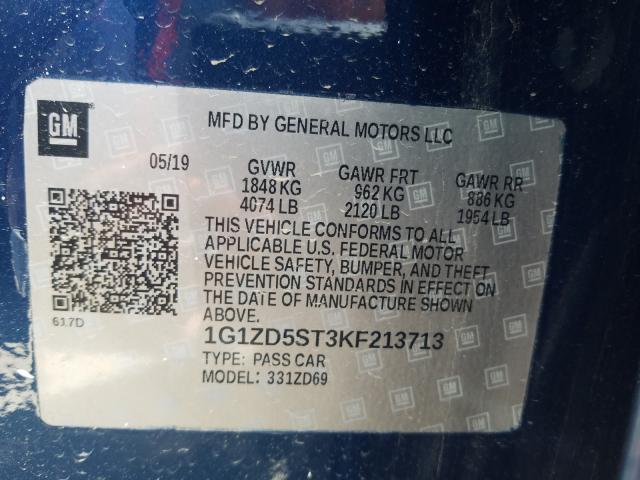 GM
MFD BY GENERAL MOTORS LLC
05/19 GVWR GAWR FRT GAWR RR
1848 KG 962 KG 886 KG
4074 LB 2120 LB 1954 LB
THIS VEHICLE CONFORMS TO ALL
APPLICABLE U.S. FEDERAL MOTOR
VEHICLE SAFETY, BUMPER, AND THEFT
PREVENTION STANDARDS IN EFFECT ON
THE DATE OF MANUFACTURE SHOWN
ABOVE.
617D
1G1ZD5ST3KF213713
TYPE: PASS CAR
MODEL: 331ZD69